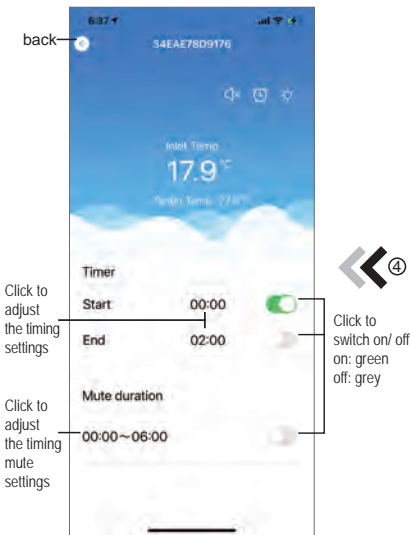 6:37
back
34EAE78D9176
Inlet Temp
17.9 °C
④
Timer
Start 00:00
End 02:00
Click to
adjust
the timing
settings
Click to
switch on/ off
on: green
off: grey
Mute duration
00:00~06:00
Click to
adjust
the timing
mute
settings